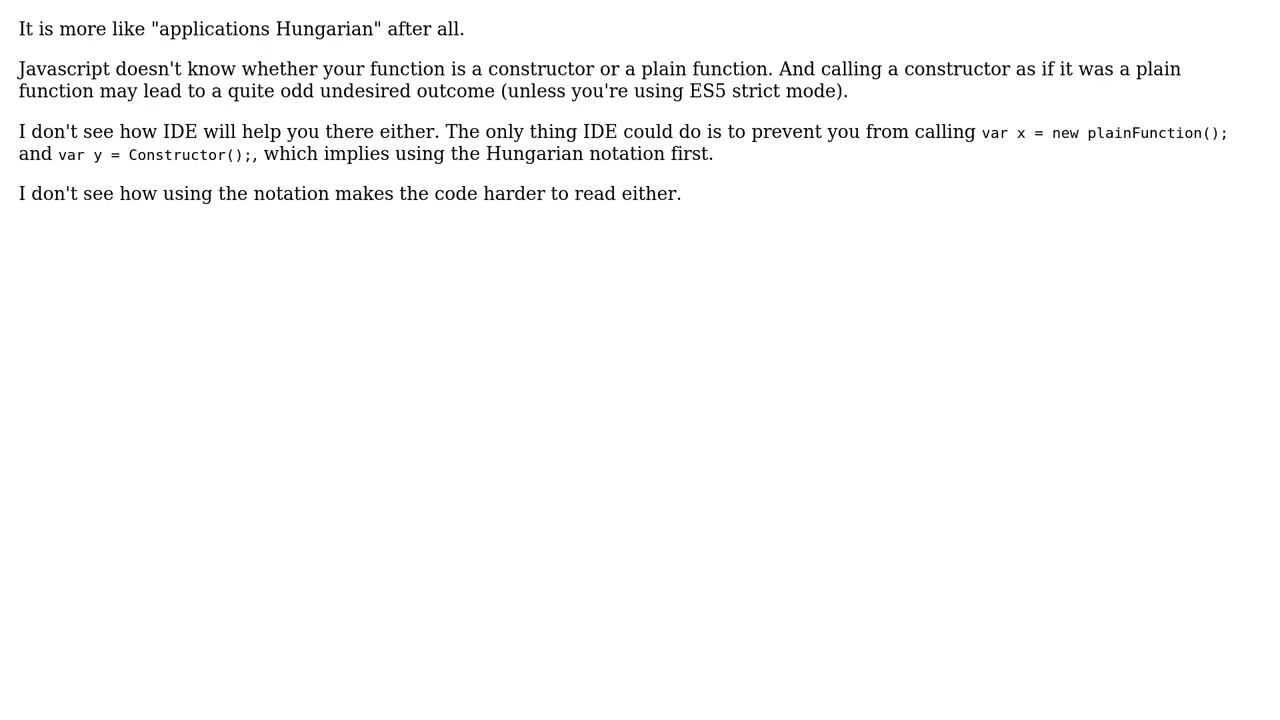 It is more like "applications Hungarian" after all.
Javascript doesn't know whether your function is a constructor or a plain function. And calling a constructor as if it was a plain
function may lead to a quite odd undesired outcome (unless you're using ES5 strict mode).
I don't see how IDE will help you there either. The only thing IDE could do is to prevent you from calling var x = new plainFunction();
and var y = Constructor();, which implies using the Hungarian notation first.
I don't see how using the notation makes the code harder to read either.